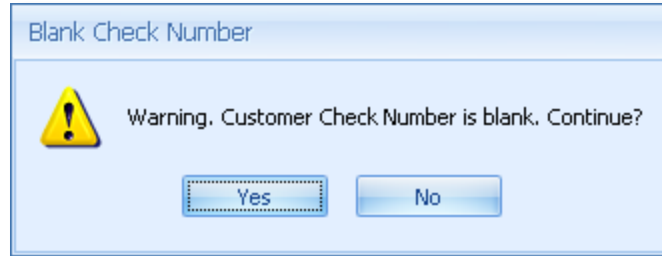 Blank Check Number
Warning. Customer Check Number is blank. Continue?
Yes No